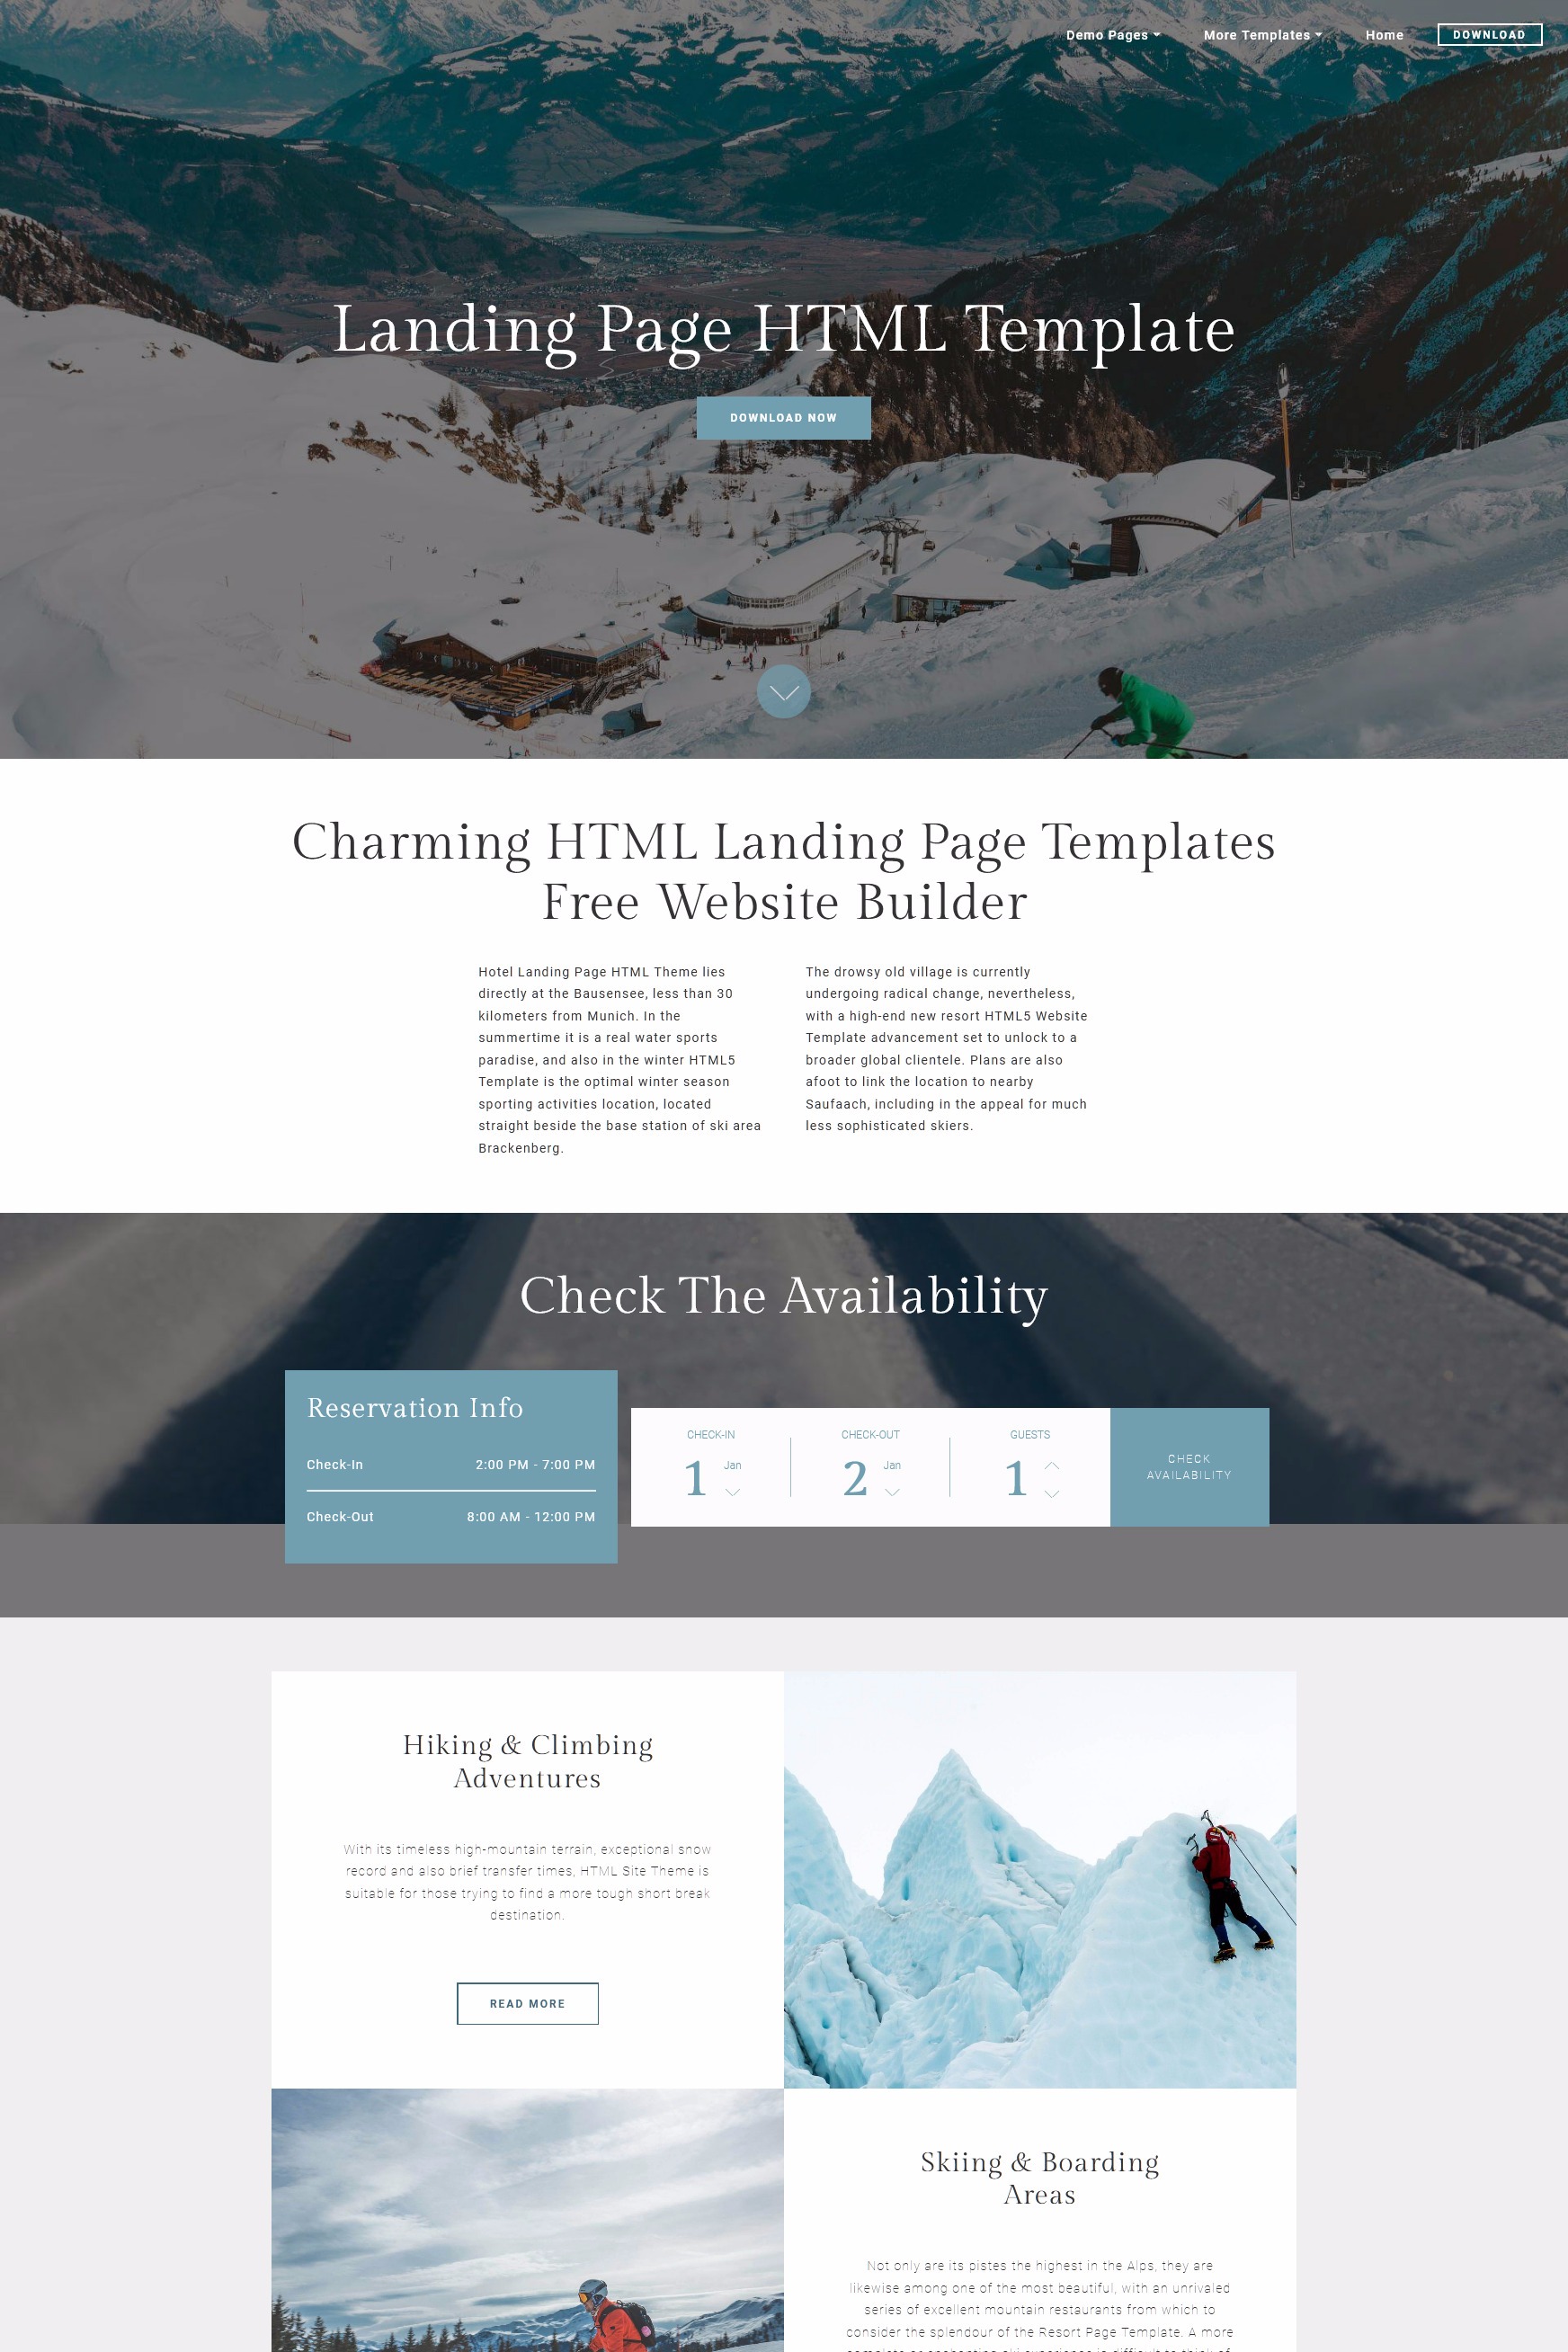 Demo Pages
More Templates
Home
DOWNLOAD
Landing Page HTML Template
DOWNLOAD NOW
Charming HTML Landing Page Templates
Free Website Builder
Hotel Landing Page HTML Theme lies
directly at the Bausensee, less than 30
kilometers from Munich. In the
summertime it is a real water sports
paradise, and also in the winter HTML5
Template is the optimal winter season
sporting activities location, located
straight beside the base station of ski area
Brackenberg.
The drowsy old village is currently
undergoing radical change, nevertheless,
with a high-end new resort HTML5 Website
Template advancement set to unlock to a
broader global clientele. Plans are also
afoot to link the location to nearby
Saufaach, including in the appeal for much
less sophisticated skiers.
Check The Availability
Reservation Info
Check-In 2:00 PM - 7:00 PM
Check-Out 8:00 AM - 12:00 PM
CHECK-IN
1 Jan
CHECK-OUT
2 Jan
GUESTS
1
CHECK
AVAILABILITY
Hiking & Climbing
Adventures
With its timeless high-mountain terrain, exceptional snow
record and also brief transfer times, HTML Site Theme is
suitable for those trying to find a more tough short break
destination.
READ MORE
Skiing & Boarding
Areas
Not only are its pistes the highest in the Alps, they are
likewise among one of the most beautiful, with an unrivaled
series of excellent mountain restaurants from which to
consider the splendour of the Resort Page Template. A more